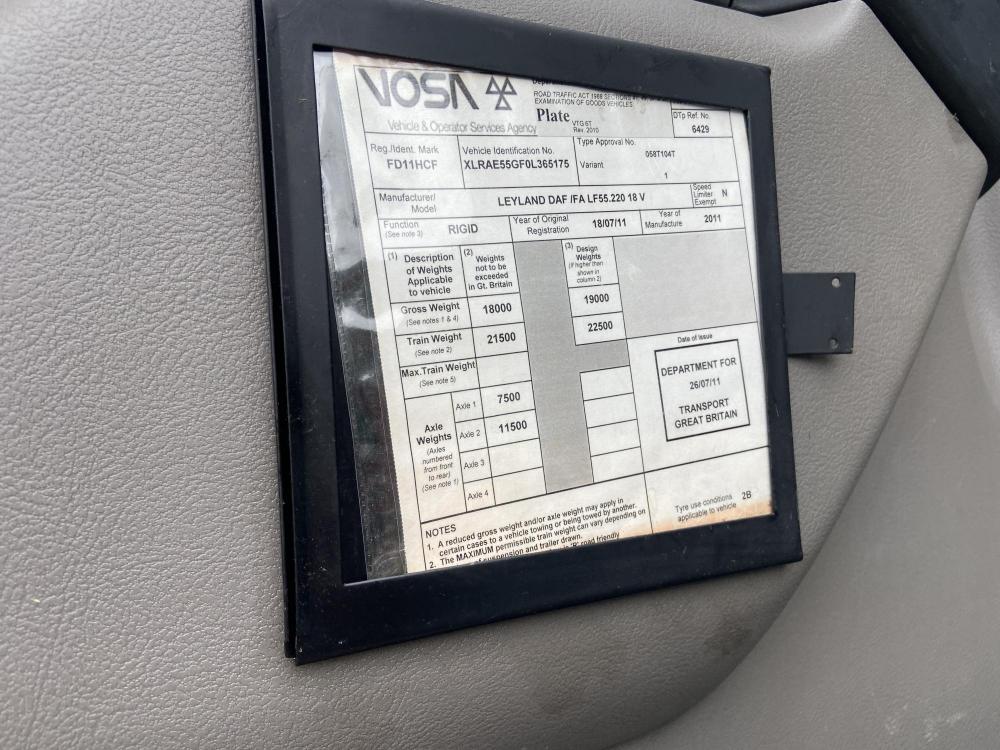 VOSA
Vehicle & Operator Services Agency
ROAD TRAFFIC ACT 1988 SECTIONS
EXAMINATION OF GOODS VEHICLES
Plate VTG 6T
Rev. 2010
DTp Ref. No.
6429
Reg./Ident. Mark
FD11HCF
Vehicle Identification No.
XLRAE55GF0L365175
Type Approval No.
058T104T
Variant
1
Manufacturer/
Model
LEYLAND DAF /FA LF55.220 18 V
Speed
Limiter
Exempt N
Function
(See note 3)
RIGID
Year of Original
Registration
18/07/11
Year of
Manufacture
2011
(1) Description
of Weights
Applicable
to vehicle
(2) Weights
not to be
exceeded
in Gt. Britain
(3) Design
Weights
(if higher than
shown in
column 2)
Gross Weight
(See notes 1 & 4)
18000
19000
Train Weight
(See note 2)
21500
22500
Max.Train Weight
(See note 5)
Axle
Weights
(Axles
numbered
from front
to rear)
(See note 1)
Axle 1
7500
Axle 2
11500
Axle 3
Axle 4
Date of Issue
DEPARTMENT FOR
26/07/11
TRANSPORT
GREAT BRITAIN
NOTES
1. A reduced gross weight and/or axle weight may apply in
certain cases to a vehicle towing or being towed by another.
2. The MAXIMUM permissible train weight can vary depending on
of suspension and trailer drawn.
road friendly
Tyre use conditions
applicable to vehicle
2B